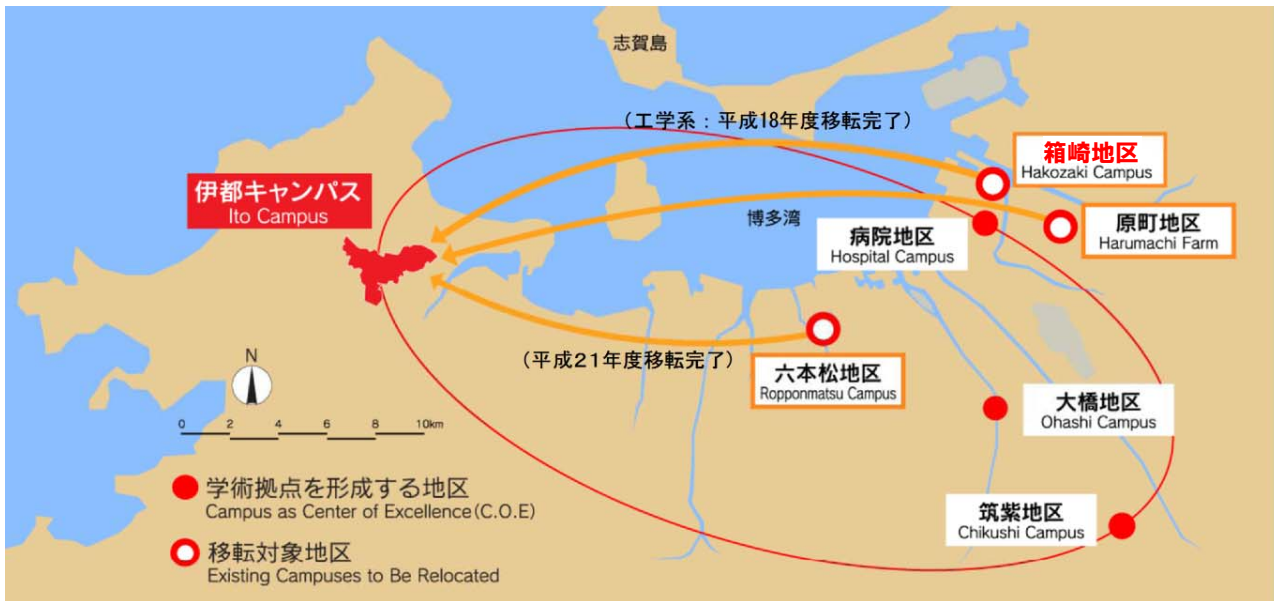 志賀島
（工学系：平成18年度移転完了）
箱崎地区
Hakozaki Campus
伊都キャンパス
Ito Campus
博多湾
病院地区
Hospital Campus
原町地区
Harumachi Farm
（平成２１年度移転完了）
六本松地区
Ropponmatsu Campus
大橋地区
Ohashi Campus
N
0 2 4 6 8 10km
学術拠点を形成する地区
Campus as Center of Excellence(C.O.E)
筑紫地区
Chikushi Campus
移転対象地区
Existing Campuses to Be Relocated